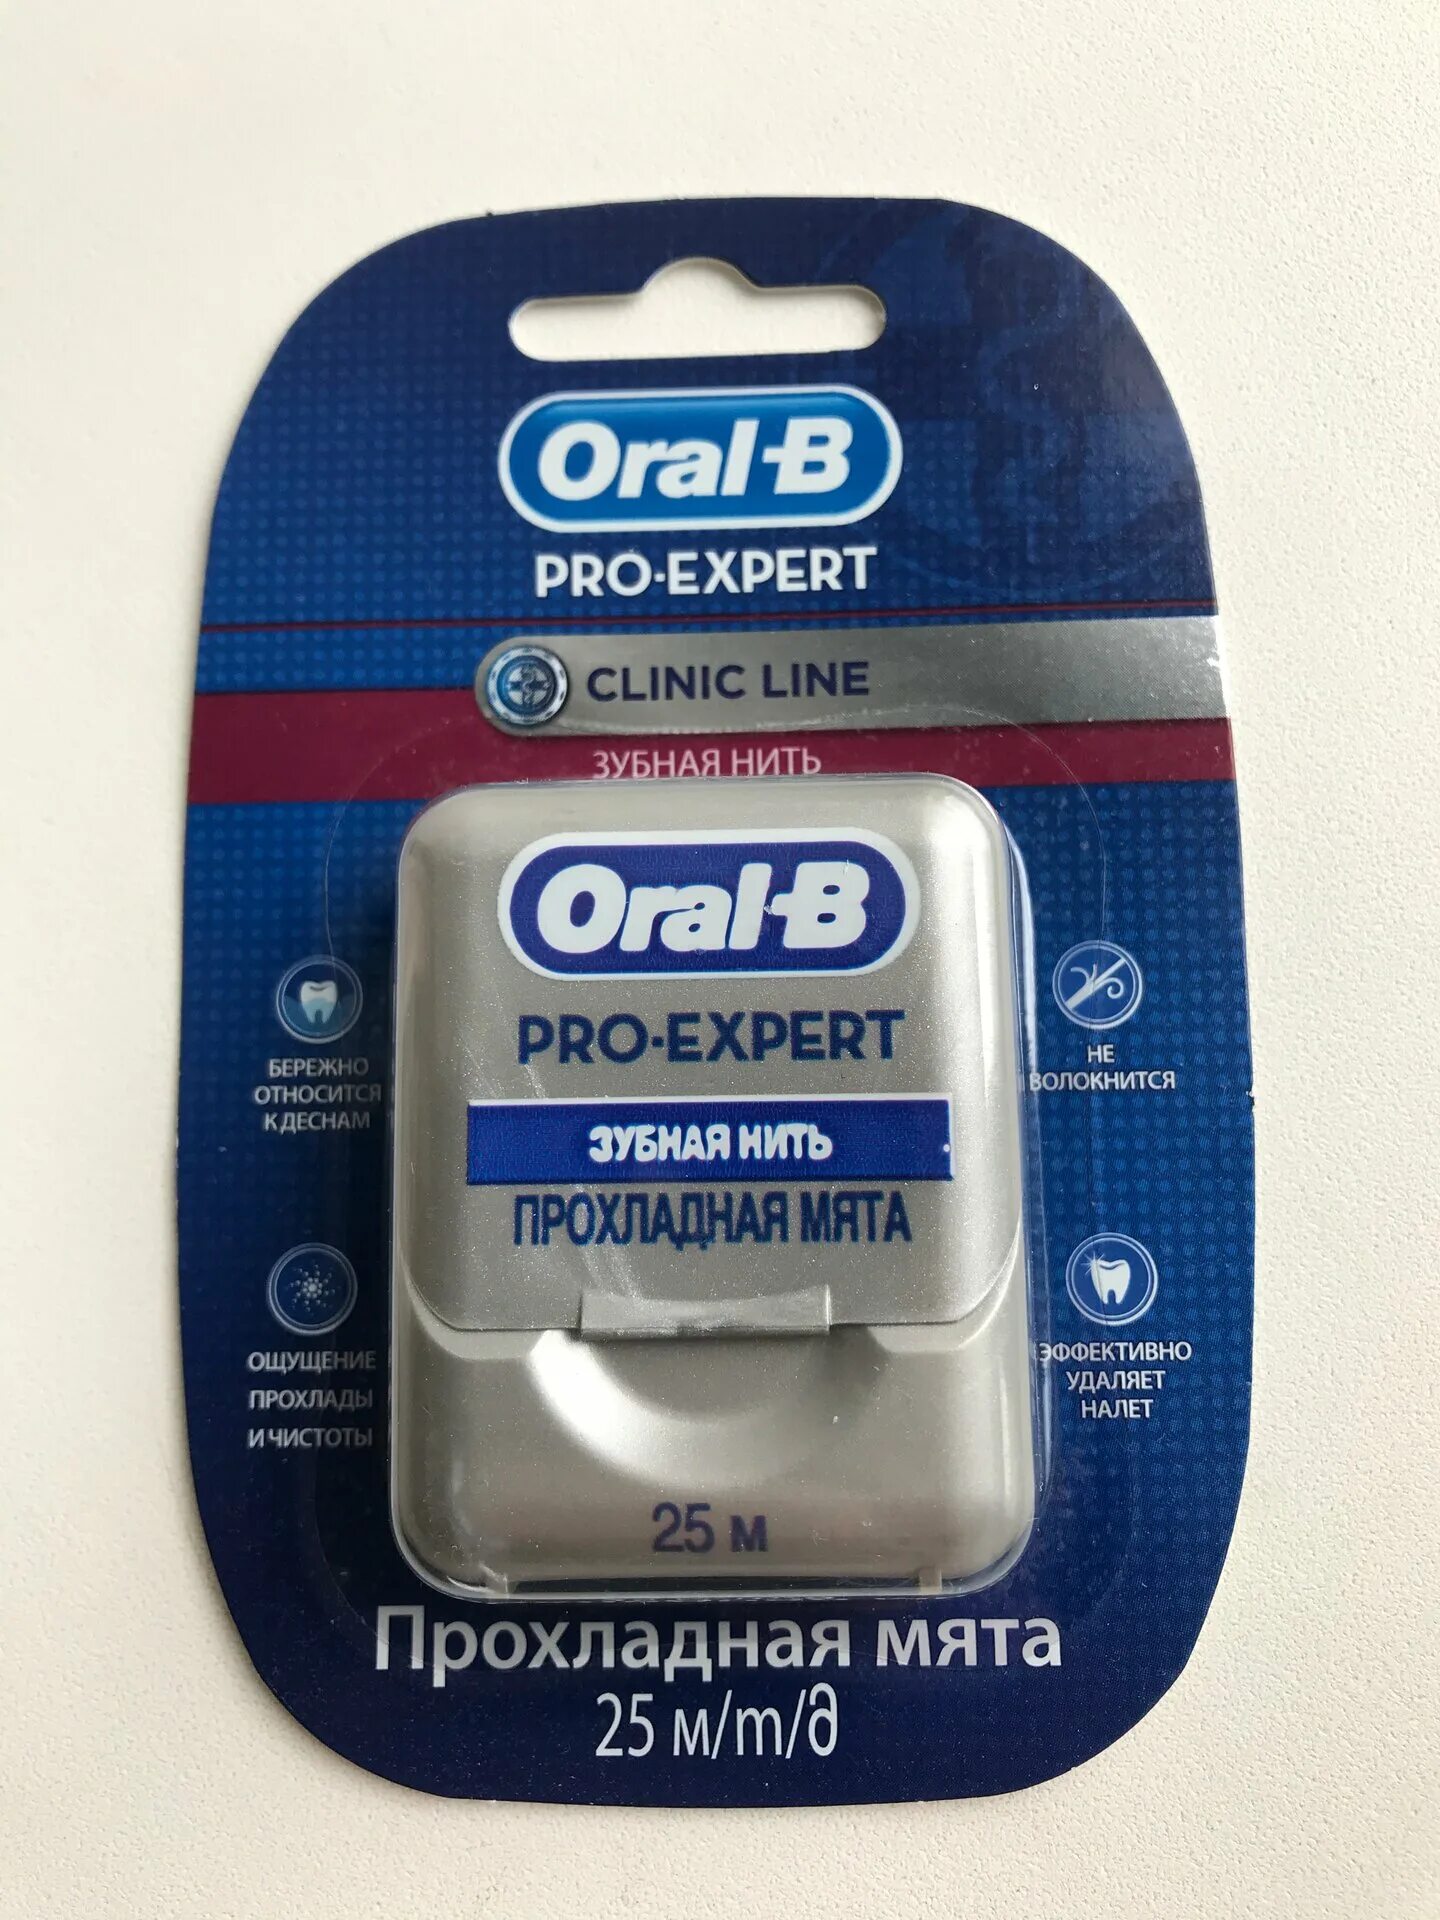 Oral-B
PRO-EXPERT
CLINIC LINE
ЗУБНАЯ НИТЬ
Oral-B
PRO-EXPERT
ЗУБНАЯ НИТЬ
ПРОХЛАДНАЯ МЯТА
25 м
БЕРЕЖНО
ОТНОСИТСЯ
К ДЕСНАМ
НЕ
ВОЛОКНИТСЯ
ОЩУЩЕНИЕ
ПРОХЛАДЫ
И ЧИСТОТЫ
ЭФФЕКТИВНО
УДАЛЯЕТ
НАЛЕТ
Прохладная мята
25 м/m/მ